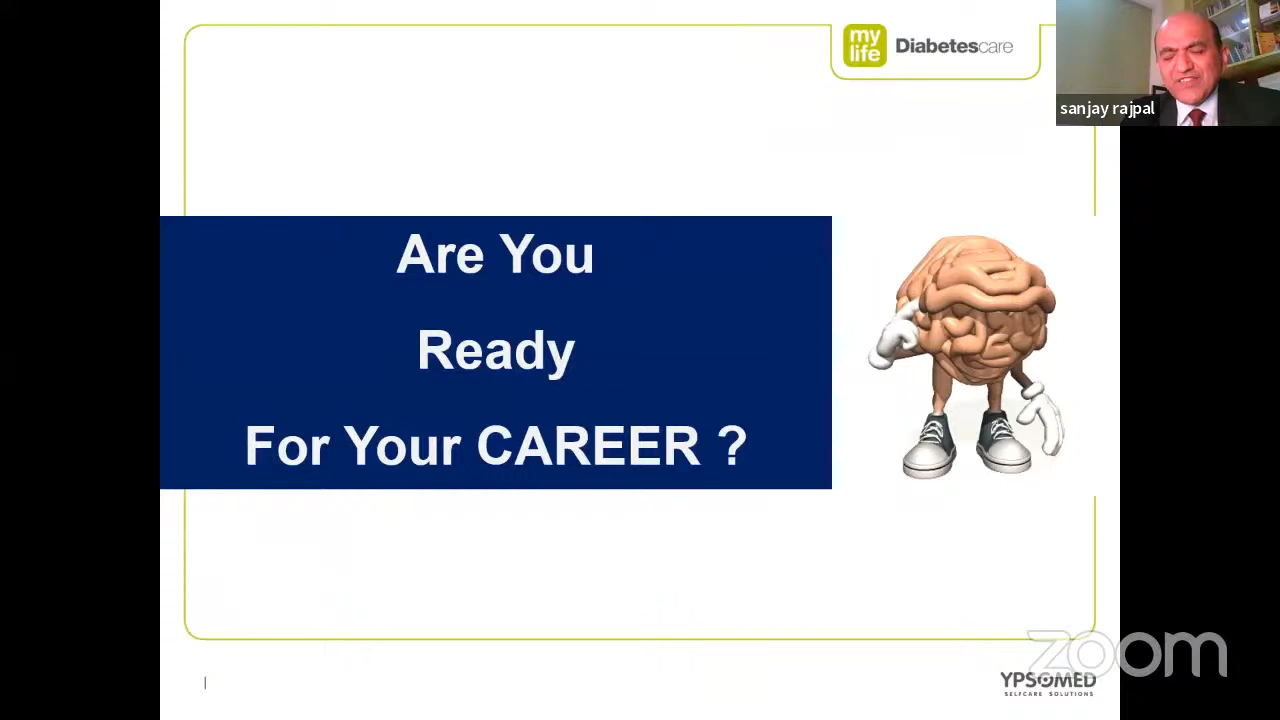 my
life
Diabetescare
sanjay rajpal
Are You
Ready
For Your CAREER ?
zoom
YPSOMED
SELFCARE SOLUTIONS